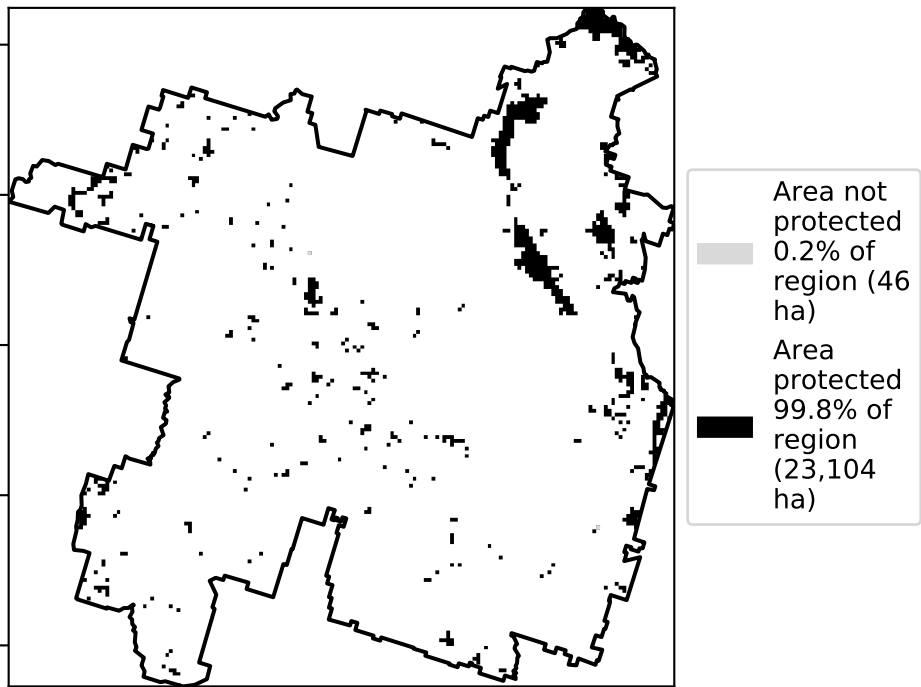 Area not
protected
0.2% of
region (46
ha)
Area
protected
99.8% of
region
(23,104
ha)